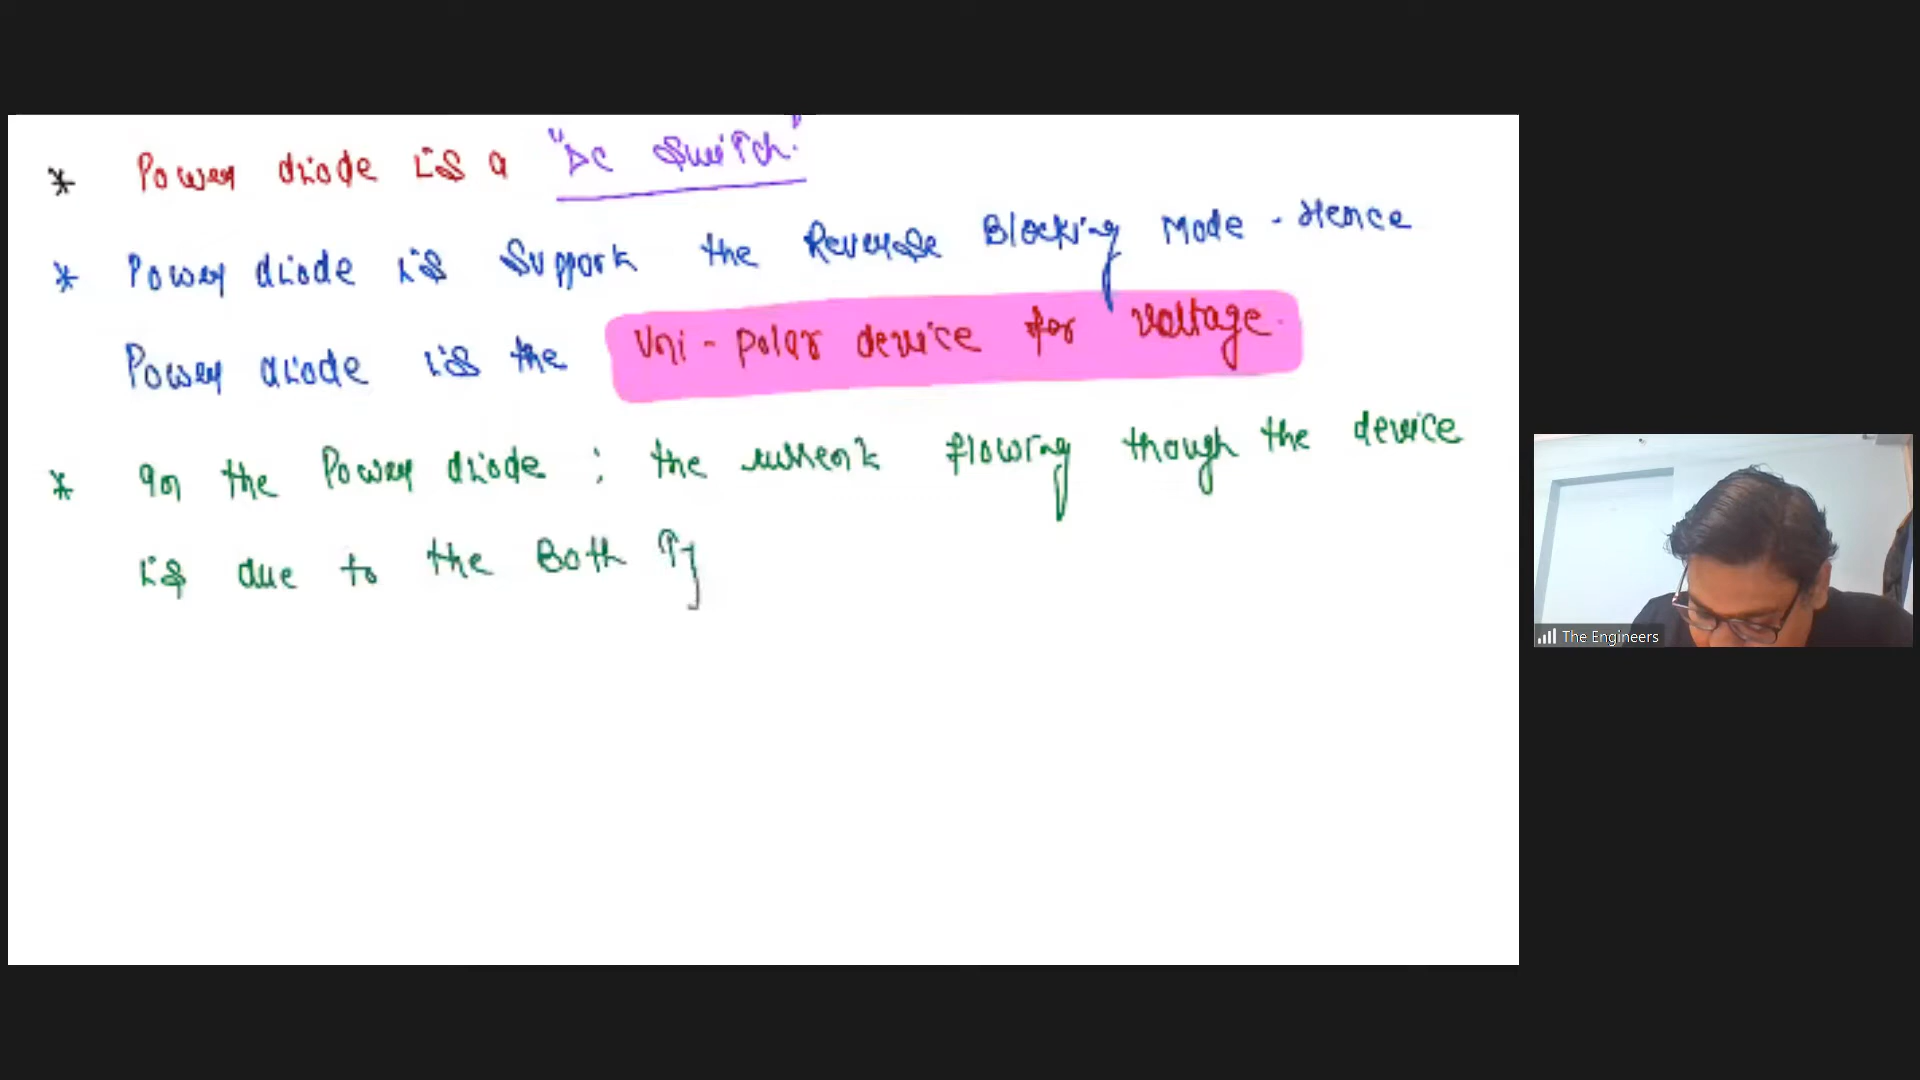 * Power diode is a "DC Switch."
* Power diode is support the Reverse Blocking Mode - Hence
Power diode is the Uni - polar device for voltage.
* In the Power diode ; the current flowing though the device
is due to the Both Ty
The Engineers